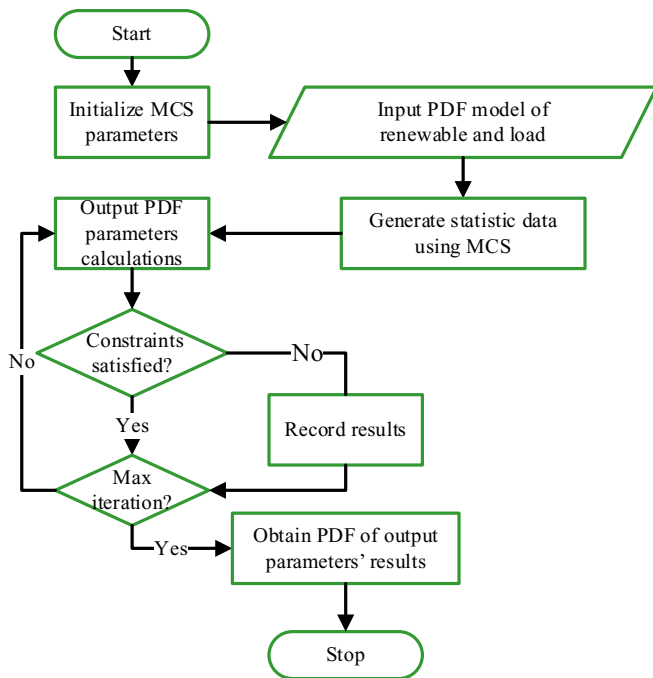 Start
Initialize MCS
parameters
Input PDF model of
renewable and load
Output PDF
parameters
calculations
Generate statistic data
using MCS
Constraints
satisfied?
No
No
Yes
Record results
Max
iteration?
Yes
Obtain PDF of output
parameters’ results
Stop